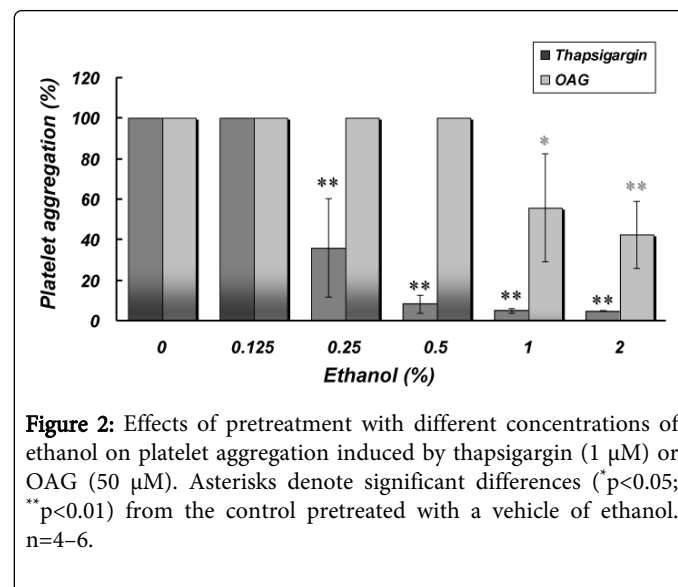 Thapsigargin
OAG
Platelet aggregation (%)
120
100
80
60
40
20
0
**
**
**
*
**
**
0 0.125 0.25 0.5 1 2
Ethanol (%)
Figure 2: Effects of pretreatment with different concentrations of
ethanol on platelet aggregation induced by thapsigargin (1 μM) or
OAG (50 μM). Asterisks denote significant differences (*p<0.05;
**p<0.01) from the control pretreated with a vehicle of ethanol.
n=4–6.